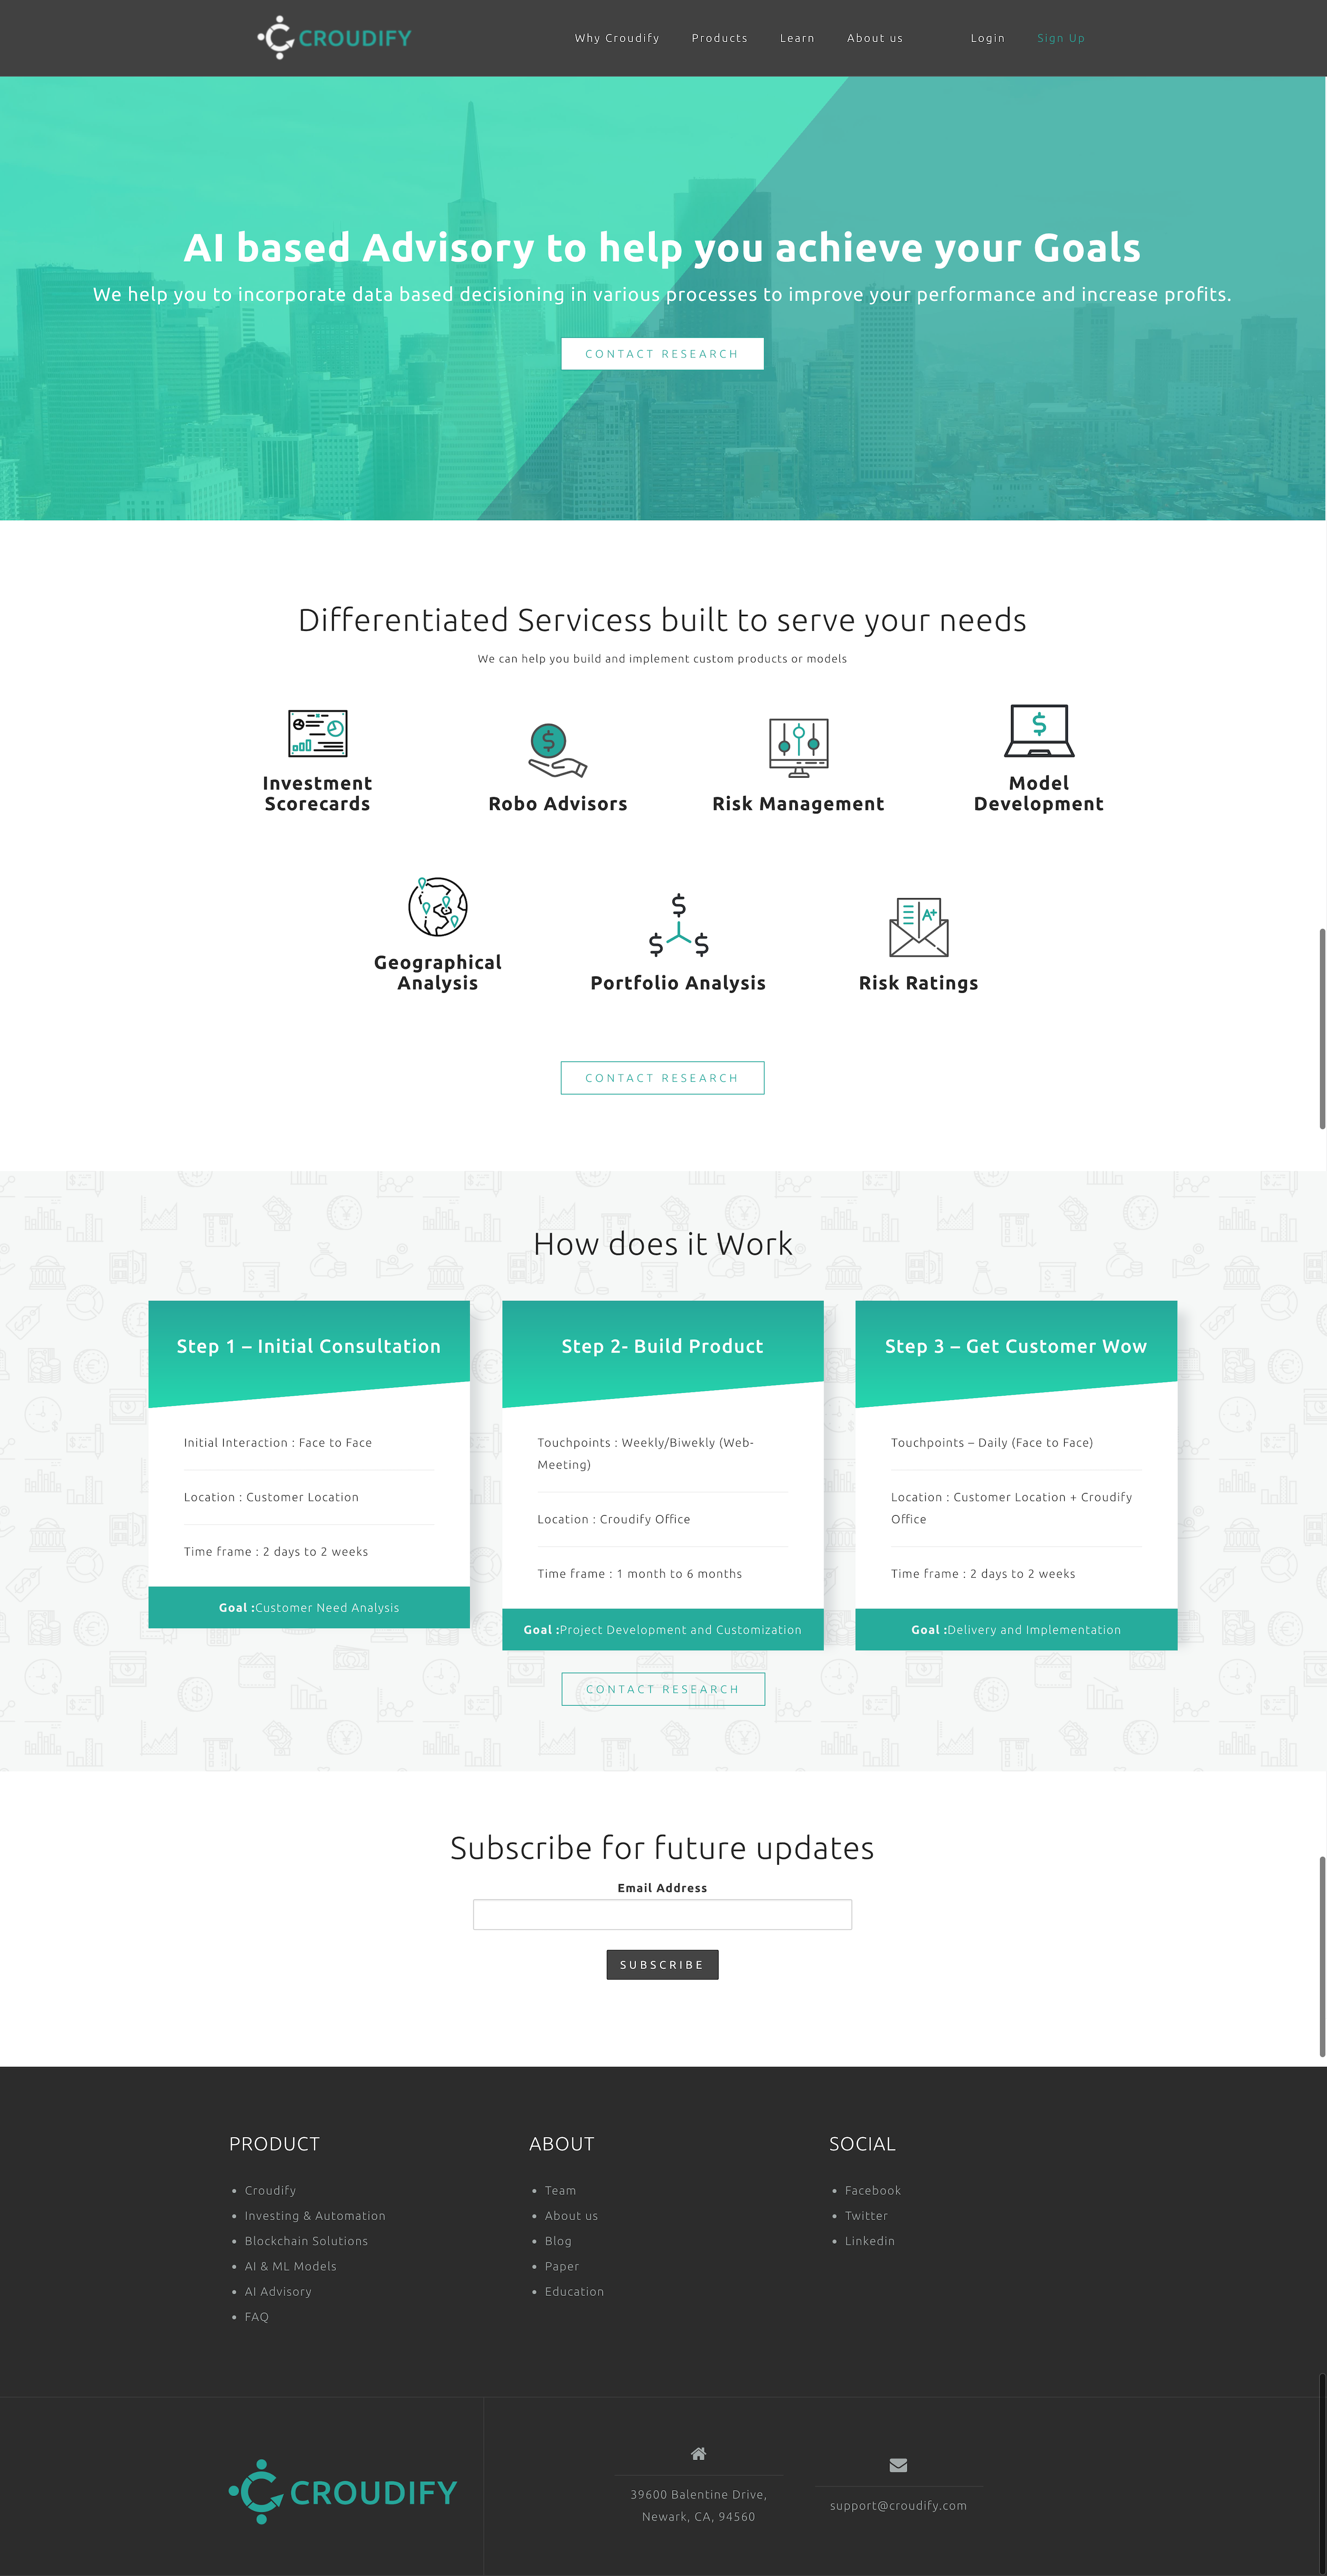 CROUDIFY
Why Croudify
Products
Learn
About us
Login
Sign Up
AI based Advisory to help you achieve your Goals
We help you to incorporate data based decisioning in various processes to improve your performance and increase profits.
CONTACT RESEARCH
Differentiated Servicess built to serve your needs
We can help you build and implement custom products or models
Investment
Scorecards
Robo Advisors
Risk Management
Model
Development
Geographical
Analysis
Portfolio Analysis
A+
Risk Ratings
CONTACT RESEARCH
How does it Work
Step 1 – Initial Consultation
Initial Interaction : Face to Face
Location : Customer Location
Time frame : 2 days to 2 weeks
Goal :Customer Need Analysis
Step 2- Build Product
Touchpoints : Weekly/Biwekly (Web-
Meeting)
Location : Croudify Office
Time frame : 1 month to 6 months
Goal :Project Development and Customization
Step 3 – Get Customer Wow
Touchpoints – Daily (Face to Face)
Location : Customer Location + Croudify
Office
Time frame : 2 days to 2 weeks
Goal :Delivery and Implementation
CONTACT RESEARCH
Subscribe for future updates
Email Address
SUBSCRIBE
PRODUCT
• Croudify
• Investing & Automation
• Blockchain Solutions
• AI & ML Models
• AI Advisory
• FAQ
ABOUT
• Team
• About us
• Blog
• Paper
• Education
SOCIAL
• Facebook
• Twitter
• Linkedin
CROUDIFY
39600 Balentine Drive,
Newark, CA, 94560
support@croudify.com